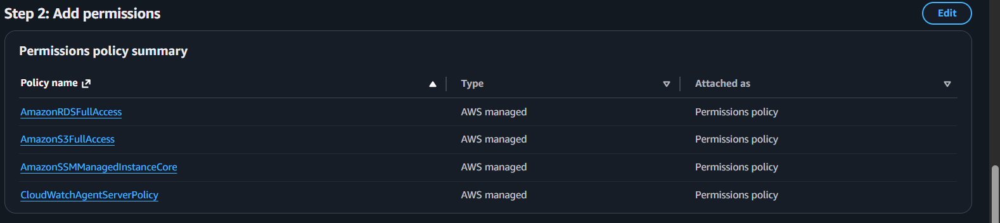 Step 2: Add permissions
Edit
Permissions policy summary
Policy name Type Attached as
AmazonRDSFullAccess AWS managed Permissions policy
AmazonS3FullAccess AWS managed Permissions policy
AmazonSSMManagedInstanceCore AWS managed Permissions policy
CloudWatchAgentServerPolicy AWS managed Permissions policy